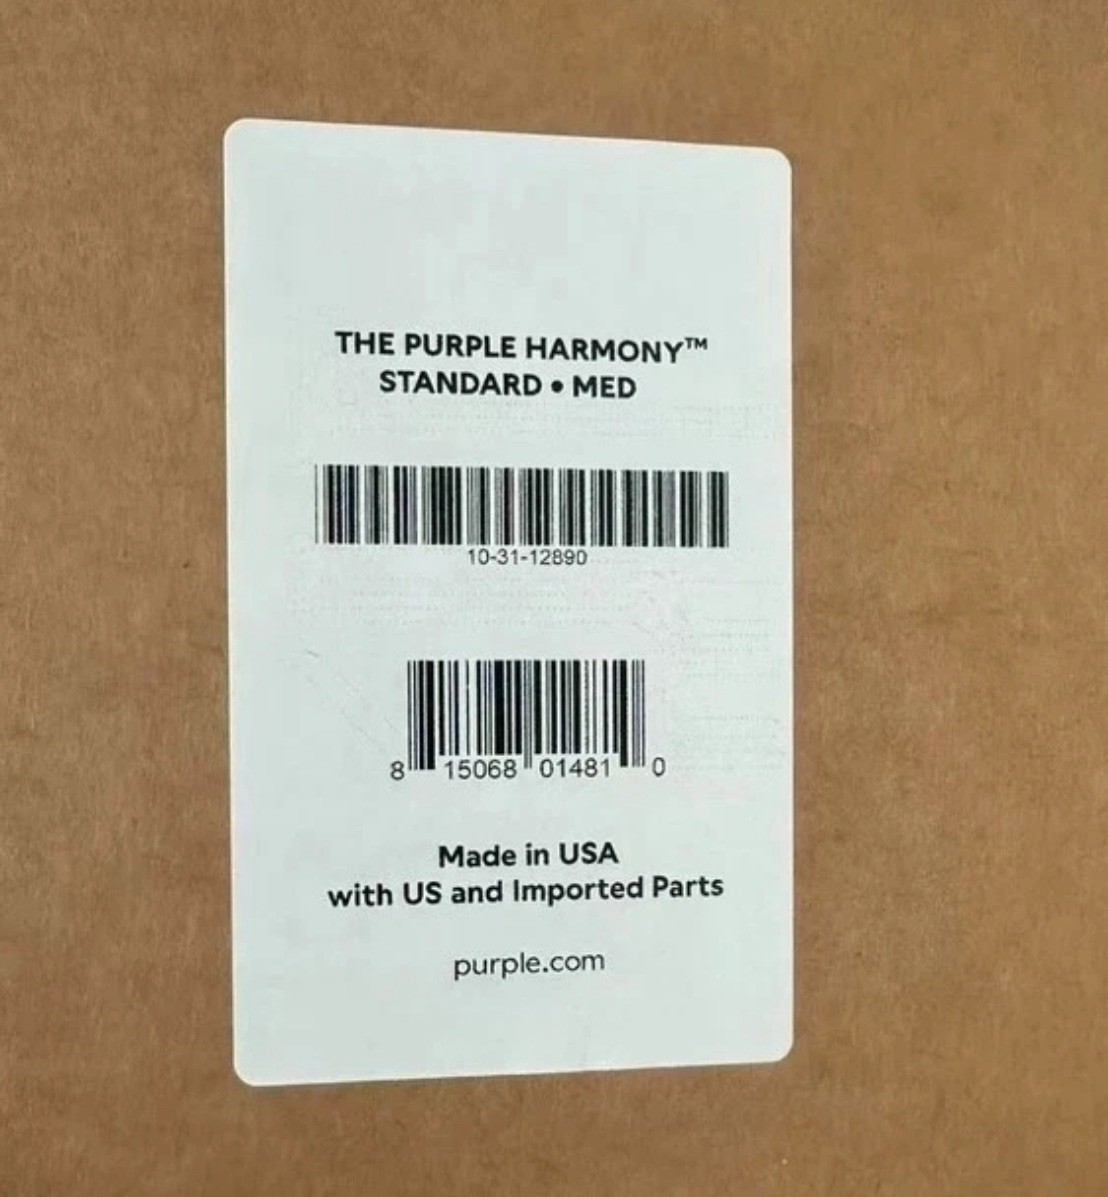 THE PURPLE HARMONY™
STANDARD • MED
10-31-12890
8 15068 01481 0
Made in USA
with US and Imported Parts
purple.com